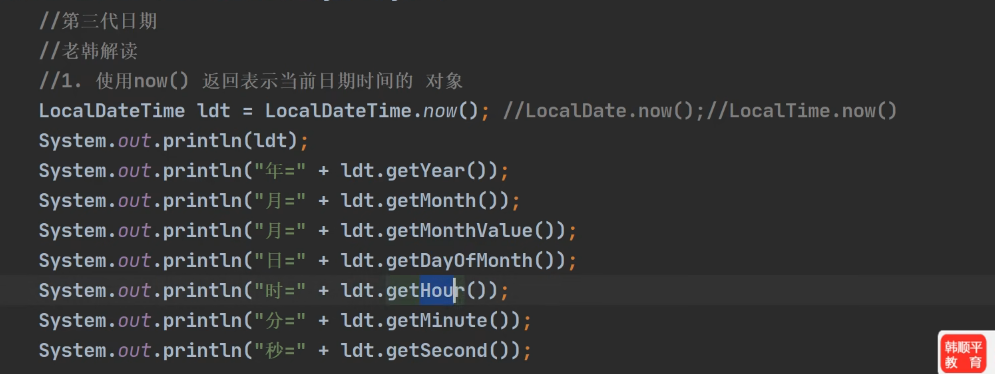 //第三代日期
//老韩解读
//1. 使用now() 返回表示当前日期时间的 对象
LocalDateTime ldt = LocalDateTime.now(); //LocalDate.now();//LocalTime.now()
System.out.println(ldt);
System.out.println("年=" + ldt.getYear());
System.out.println("月=" + ldt.getMonth());
System.out.println("月=" + ldt.getMonthValue());
System.out.println("日=" + ldt.getDayOfMonth());
System.out.println("时=" + ldt.getHour());
System.out.println("分=" + ldt.getMinute());
System.out.println("秒=" + ldt.getSecond());
韩顺平
教 育